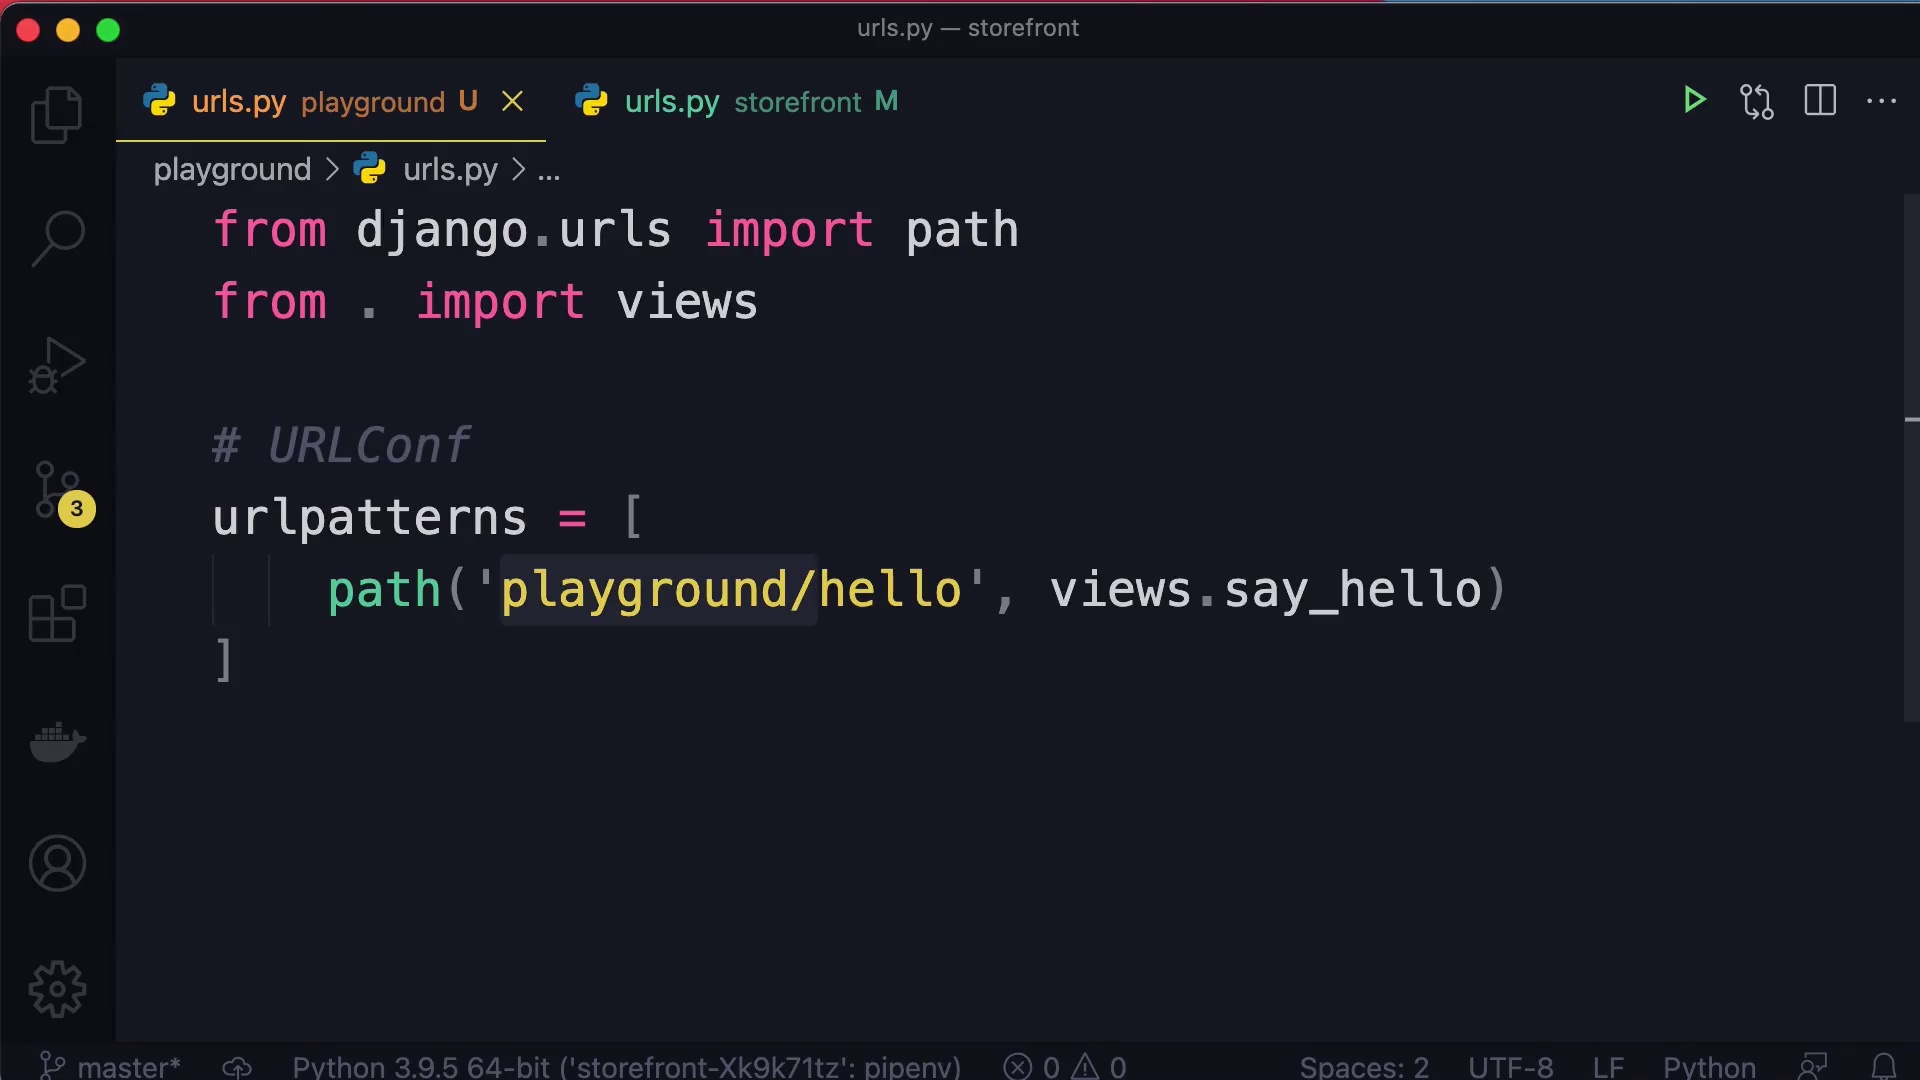 urls.py — storefront
urls.py playground U urls.py storefront M
playground > urls.py > ...
from django.urls import path
from . import views
# URLConf
urlpatterns = [
    path('playground/hello', views.say_hello)
]
3
master* Python 3.9.5 64-bit ('storefront-Xk9k71tz': pipenv) 0 0 Spaces: 2 UTF-8 LF Python